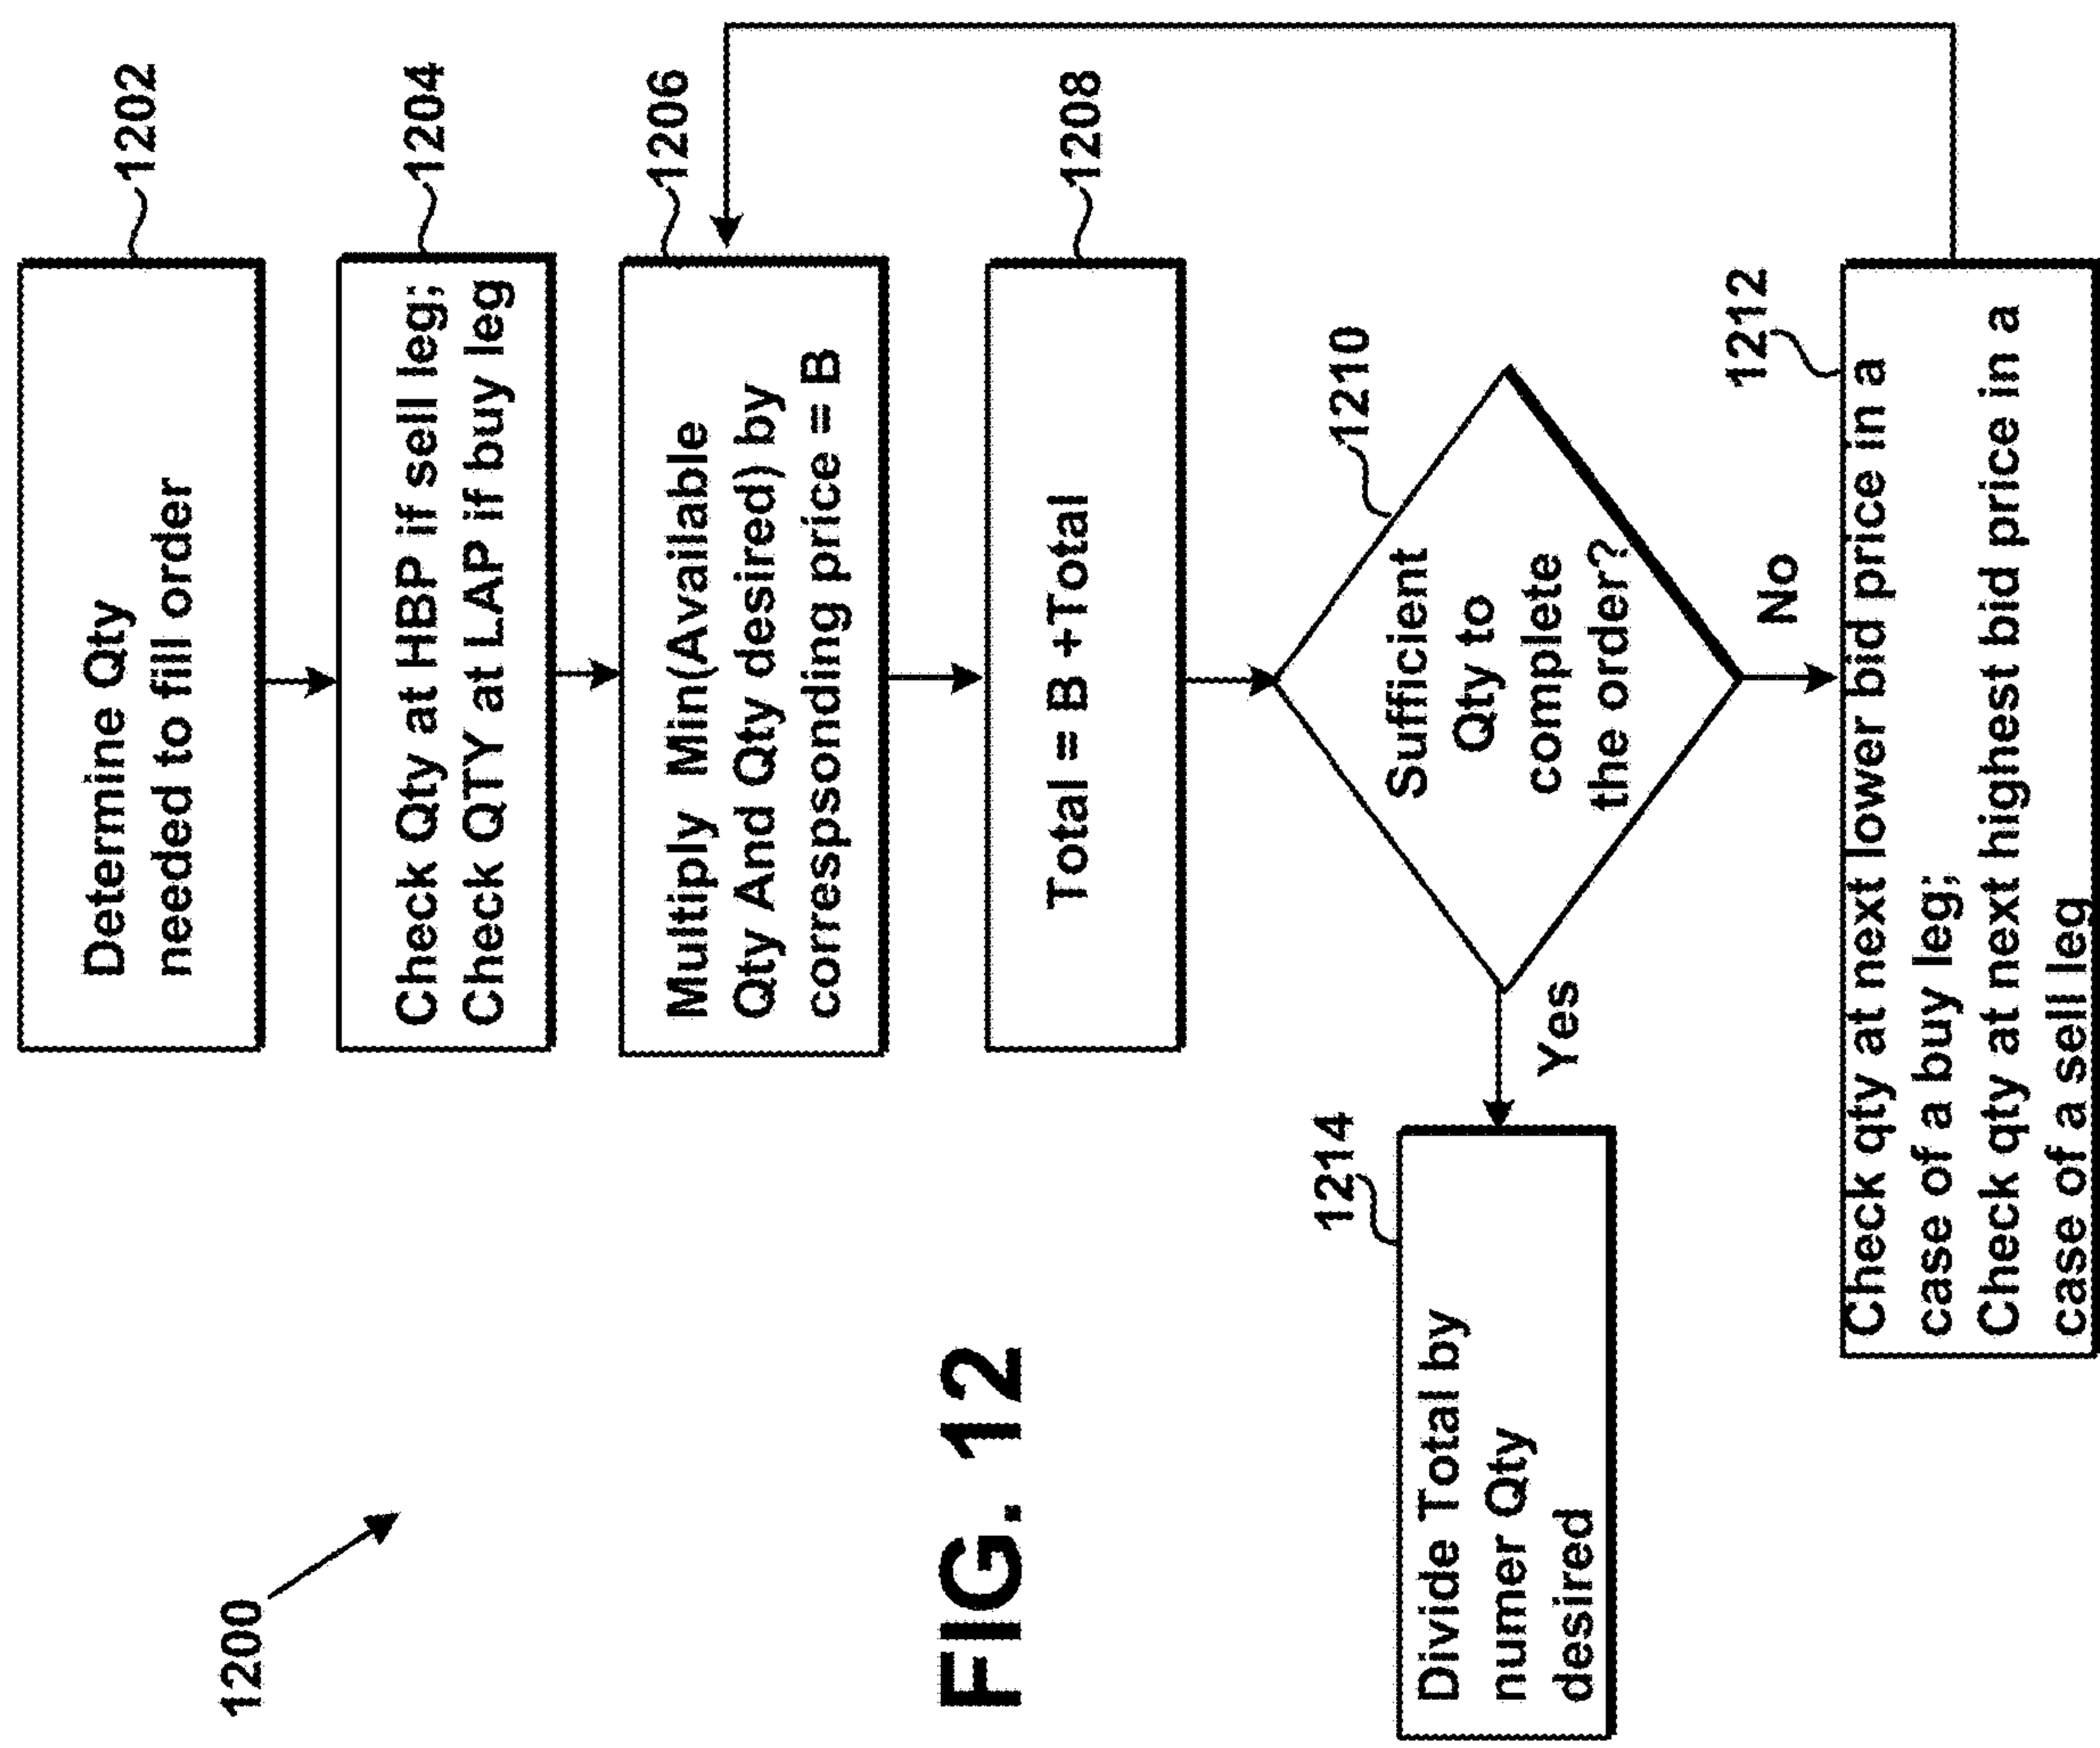 1200
1202
Determine Qty
needed to fill order
1204
Check Qty at HBP if sell leg;
Check QTY at LAP if buy leg
1206
Multiply Min(Available
Qty And Qty desired) by
correspsonding price = B
1208
Total = B +Total
1210
Sufficient
Qty to
complete
the order?
Yes
No
1214
Divide Total by
numer Qty
desired
1212
Check qty at next lower bid price in a
case of a buy leg;
Check qty at next highest bid price in a
case of a sell leg
FIG. 12